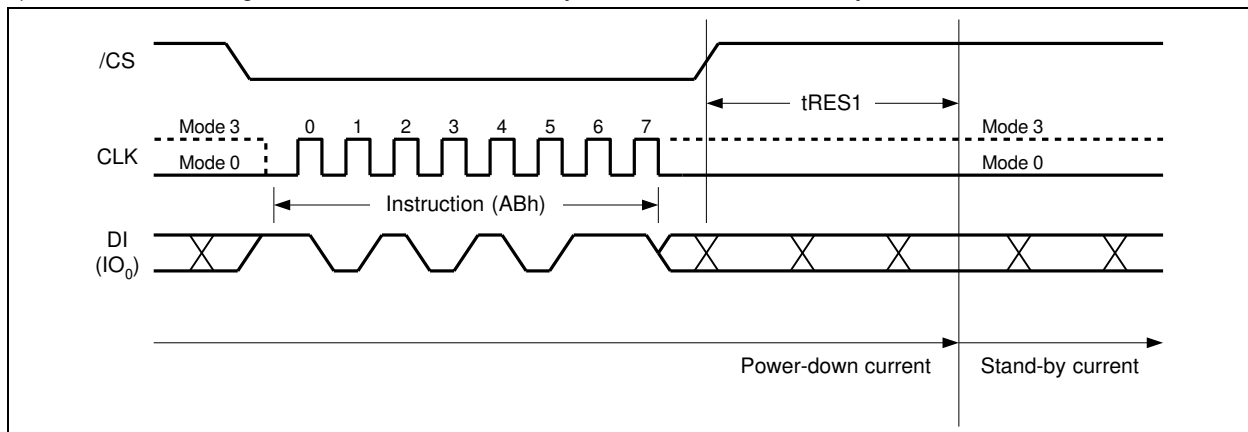 /CS
tRES1
Mode 3 0 1 2 3 4 5 6 7 Mode 3
CLK
Mode 0 Mode 0
Instruction (ABh)
DI
(IO0)
Power-down current Stand-by current